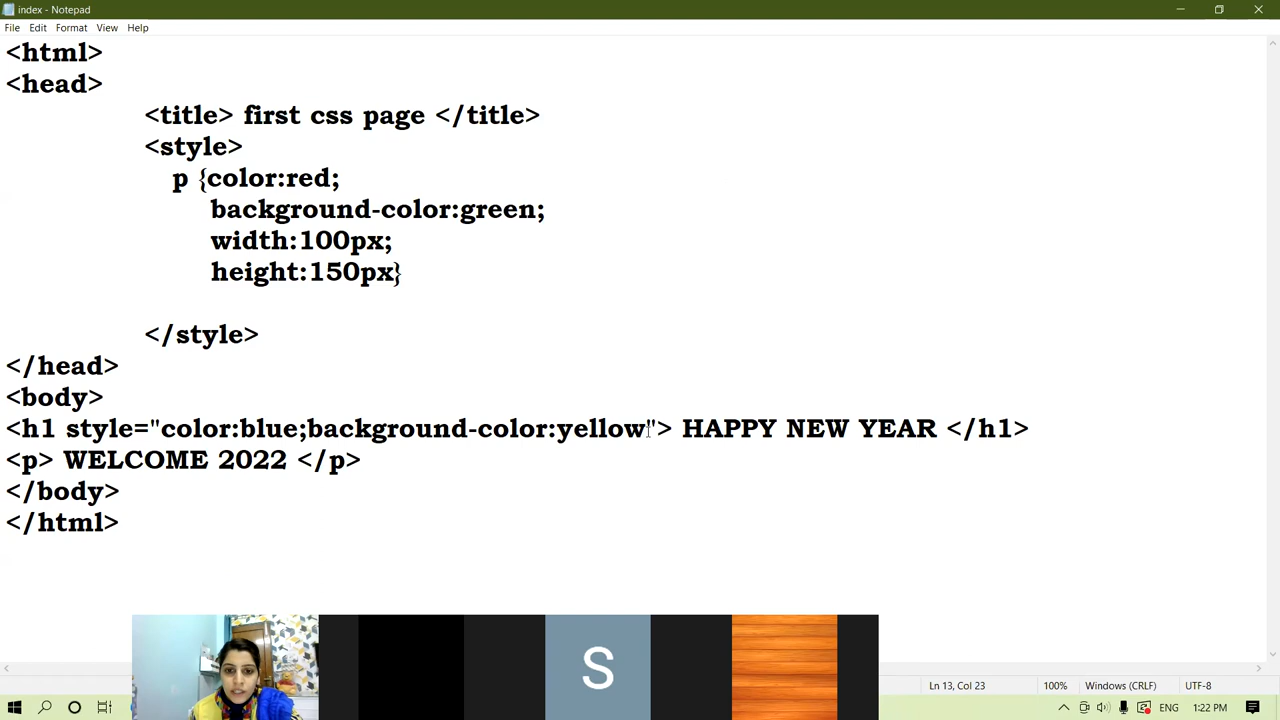 index - Notepad
File Edit Format View Help
<html>
<head>
<title> first css page </title>
<style>
p {color:red;
background-color:green;
width:100px;
height:150px}
</style>
</head>
<body>
<h1 style="color:blue;background-color:yellow"> HAPPY NEW YEAR </h1>
<p> WELCOME 2022 </p>
</body>
</html>
S
Ln 13, Col 23 100% Windows (CRLF) UTF-8
ENG 1:22 PM